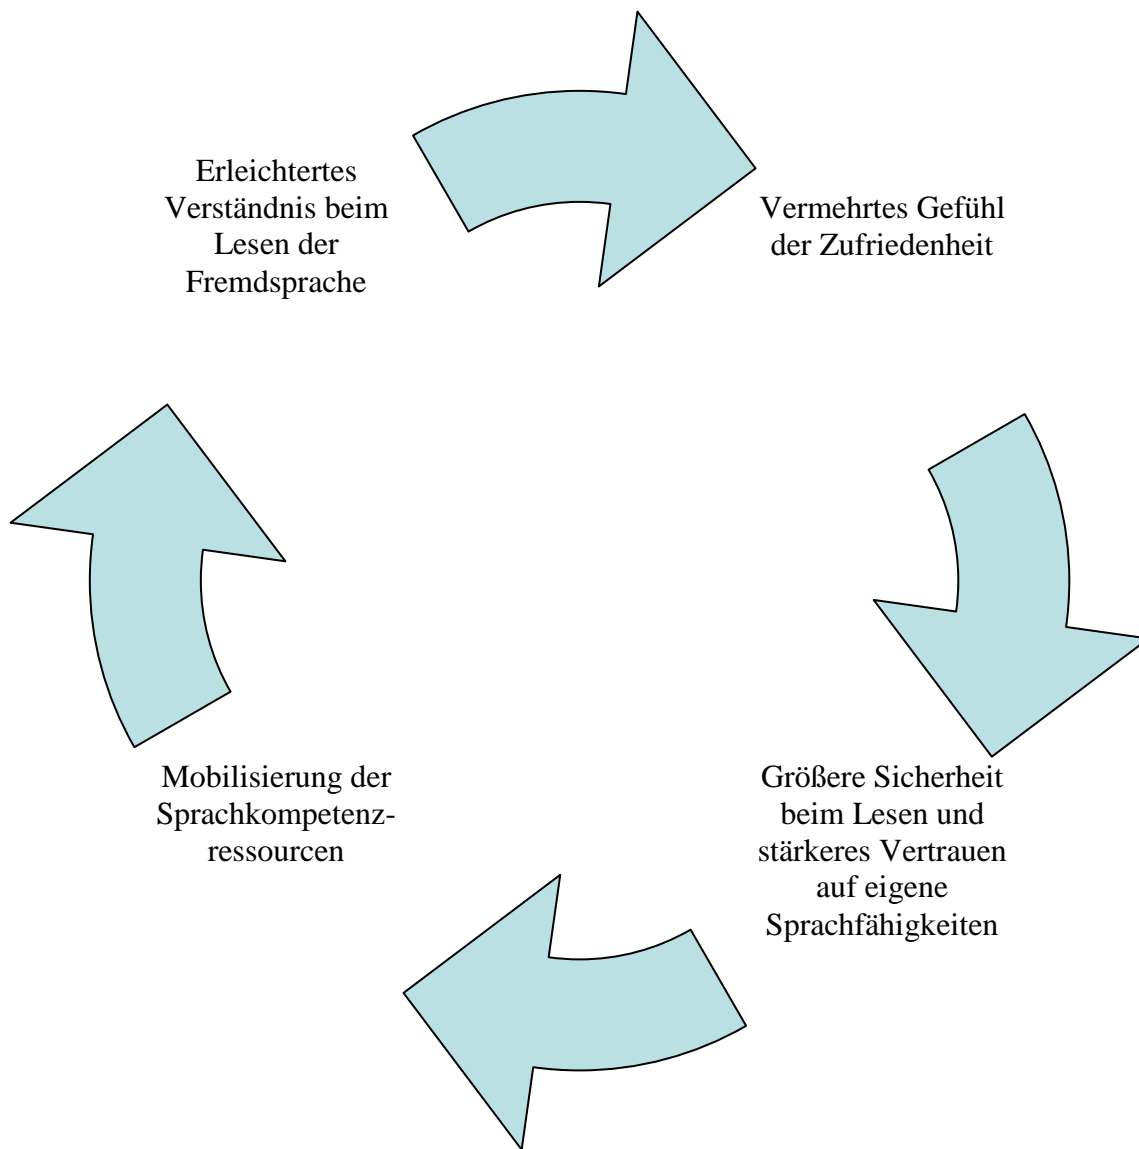 Erleichtertes
Verständnis beim
Lesen der
Fremdsprache
Vermehrtes Gefühl
der Zufriedenheit
Größere Sicherheit
beim Lesen und
stärkeres Vertrauen
auf eigene
Sprachfähigkeiten
Mobilisierung der
Sprachkompetenz-
ressourcen